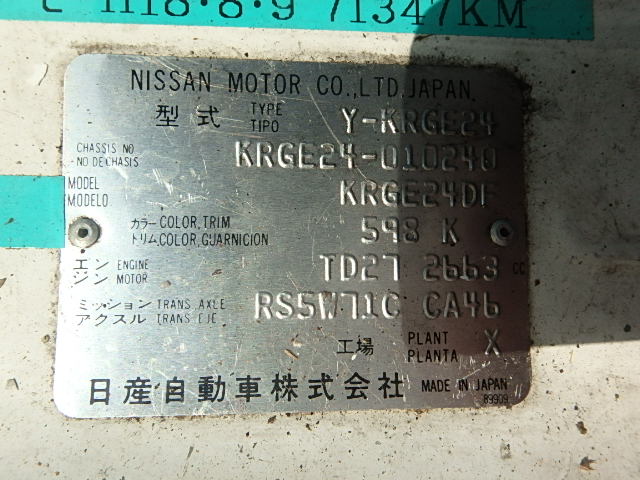 H18・8・9 71347KM
NISSAN MOTOR CO.,LTD.JAPAN.
型式 TYPE TIPO Y-KRGE24
CHASSIS NO NO DE CHASIS KRGE24-010240
MODEL MODELO KRGE24DF
カラー COLOR,TRIM 598 K
トリム COLOR,GUARNICION
エンジン ENGINE MOTOR TD27 2663 CC
ミッション TRANS. AXLE RS5W71C CA46
アクスル TRANS. EJE
工場 PLANT PLANTA X
日産自動車株式会社 MADE IN JAPAN
89909